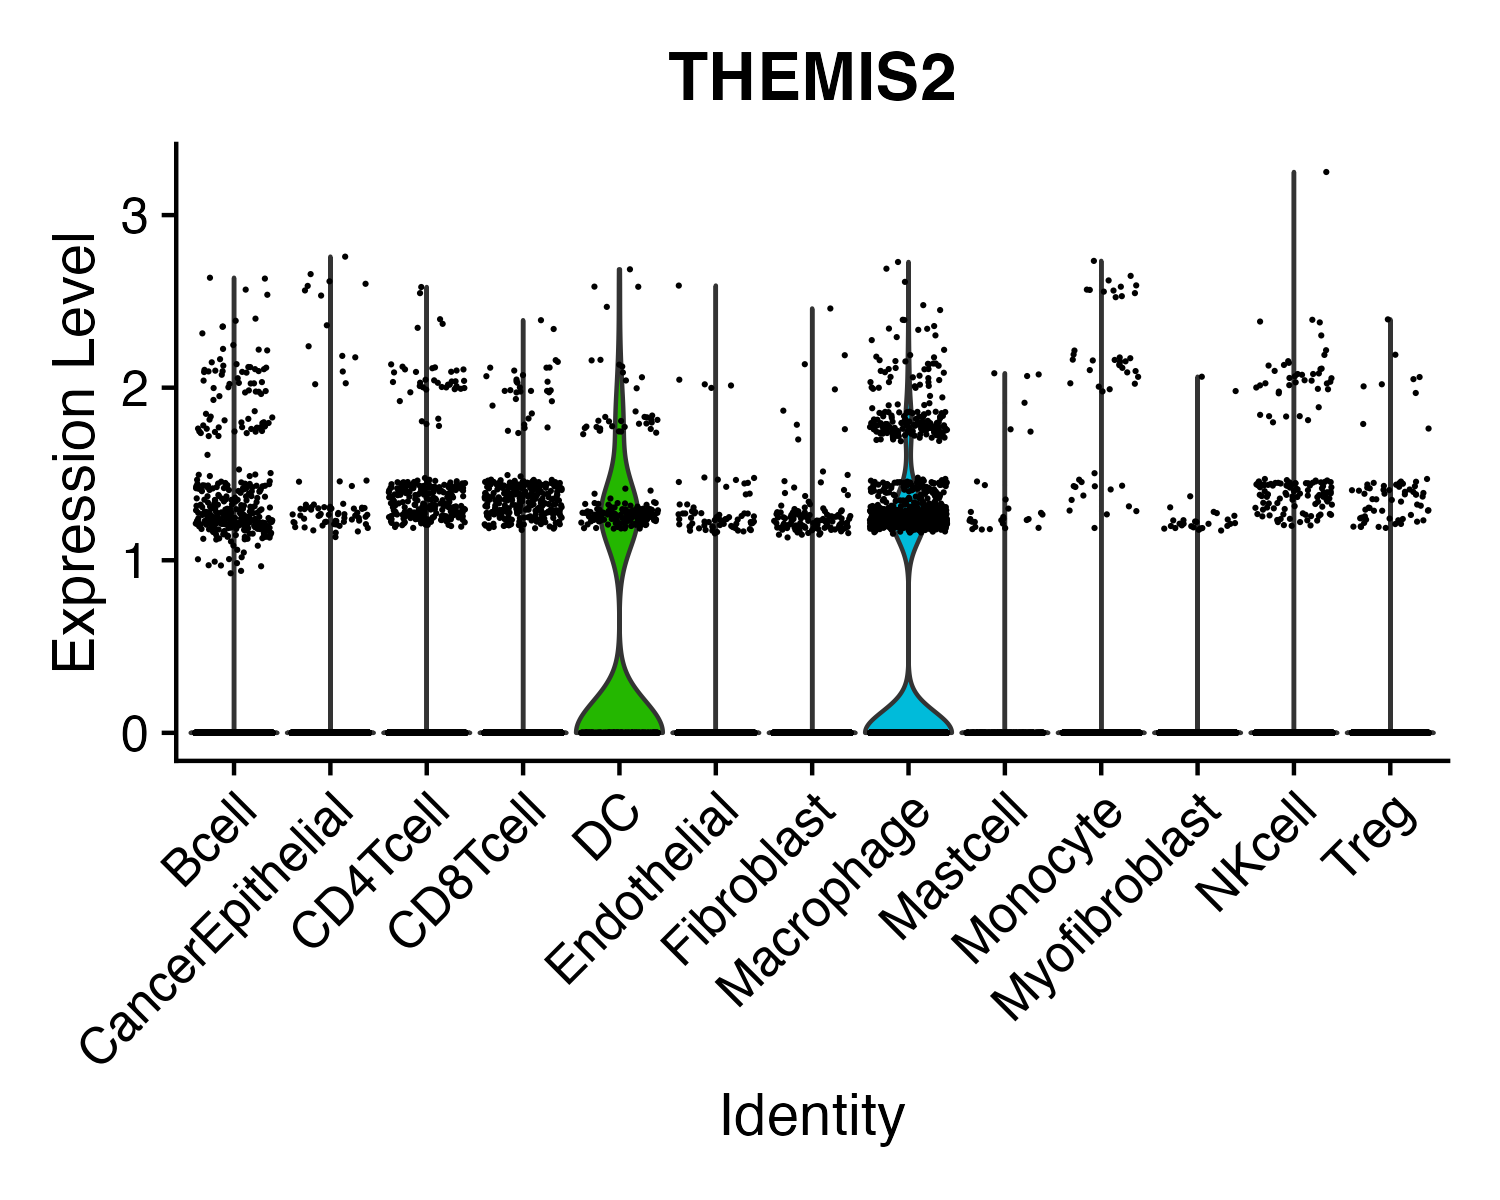 THEMIS2
Expression Level
3
2
1
0
Bcell
CancerEpithelial
CD4Tcell
CD8Tcell
DC
Endothelial
Fibroblast
Macrophage
Mastcell
Monocyte
Myofibroblast
NKcell
Treg
Identity